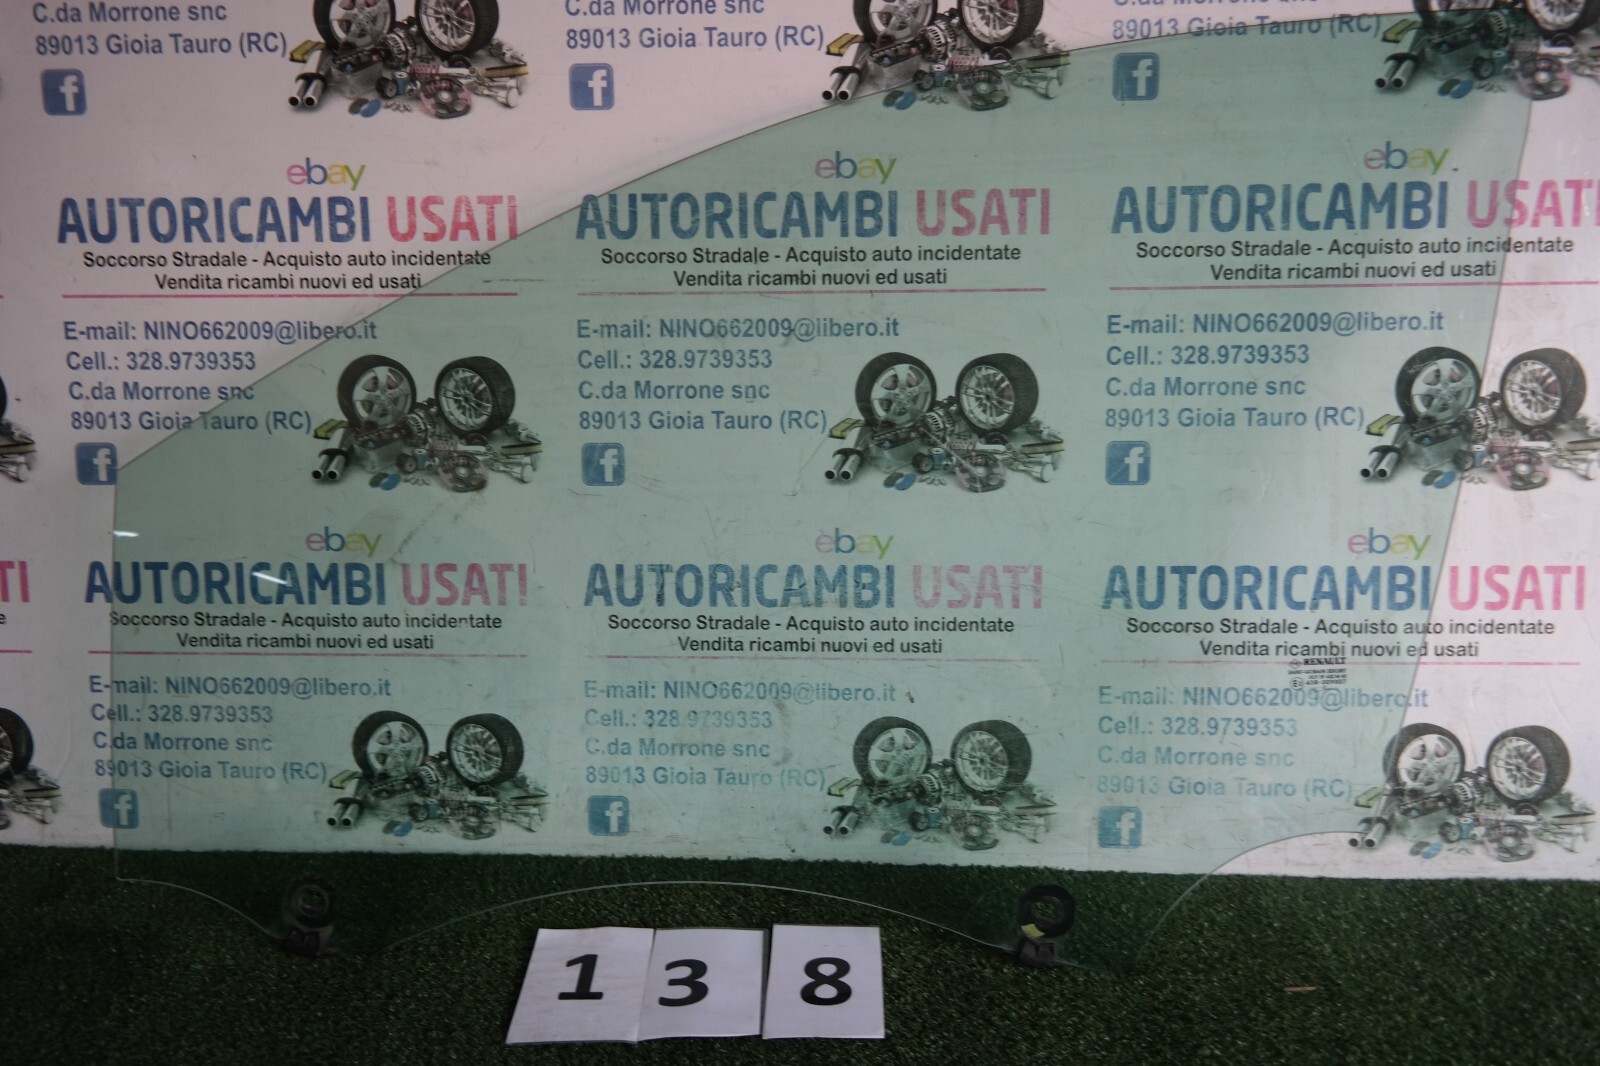 C.da Morrone snc
89013 Gioia Tauro (RC)
f
C.da Morrone snc
89013 Gioia Tauro (RC)
f
C.da Morrone snc
89013 Gioia Tauro (RC)
f
ebay
AUTORICAMBI USATI
Soccorso Stradale - Acquisto auto incidentate
Vendita ricambi nuovi ed usati
E-mail: NINO662009@libero.it
Cell.: 328.9739353
C.da Morrone snc
89013 Gioia Tauro (RC)
f
ebay
AUTORICAMBI USATI
Soccorso Stradale - Acquisto auto incidentate
Vendita ricambi nuovi ed usati
E-mail: NINO662009@libero.it
Cell.: 328.9739353
C.da Morrone snc
89013 Gioia Tauro (RC)
f
ebay
AUTORICAMBI USATI
Soccorso Stradale - Acquisto auto incidentate
Vendita ricambi nuovi ed usati
E-mail: NINO662009@libero.it
Cell.: 328.9739353
C.da Morrone snc
89013 Gioia Tauro (RC)
f
TI
e
ebay
AUTORICAMBI USATI
Soccorso Stradale - Acquisto auto incidentate
Vendita ricambi nuovi ed usati
E-mail: NINO662009@libero.it
Cell.: 328.9739353
C.da Morrone snc
89013 Gioia Tauro (RC)
f
ebay
AUTORICAMBI USATI
Soccorso Stradale - Acquisto auto incidentate
Vendita ricambi nuovi ed usati
E-mail: NINO662009@libero.it
Cell.: 328.9739353
C.da Morrone snc
89013 Gioia Tauro (RC)
f
ebay
AUTORICAMBI USATI
Soccorso Stradale - Acquisto auto incidentate
Vendita ricambi nuovi ed usati
RENAULT
E-mail: NINO662009@libero.it
Cell.: 328.9739353
C.da Morrone snc
89013 Gioia Tauro (RC)
f
1 3 8